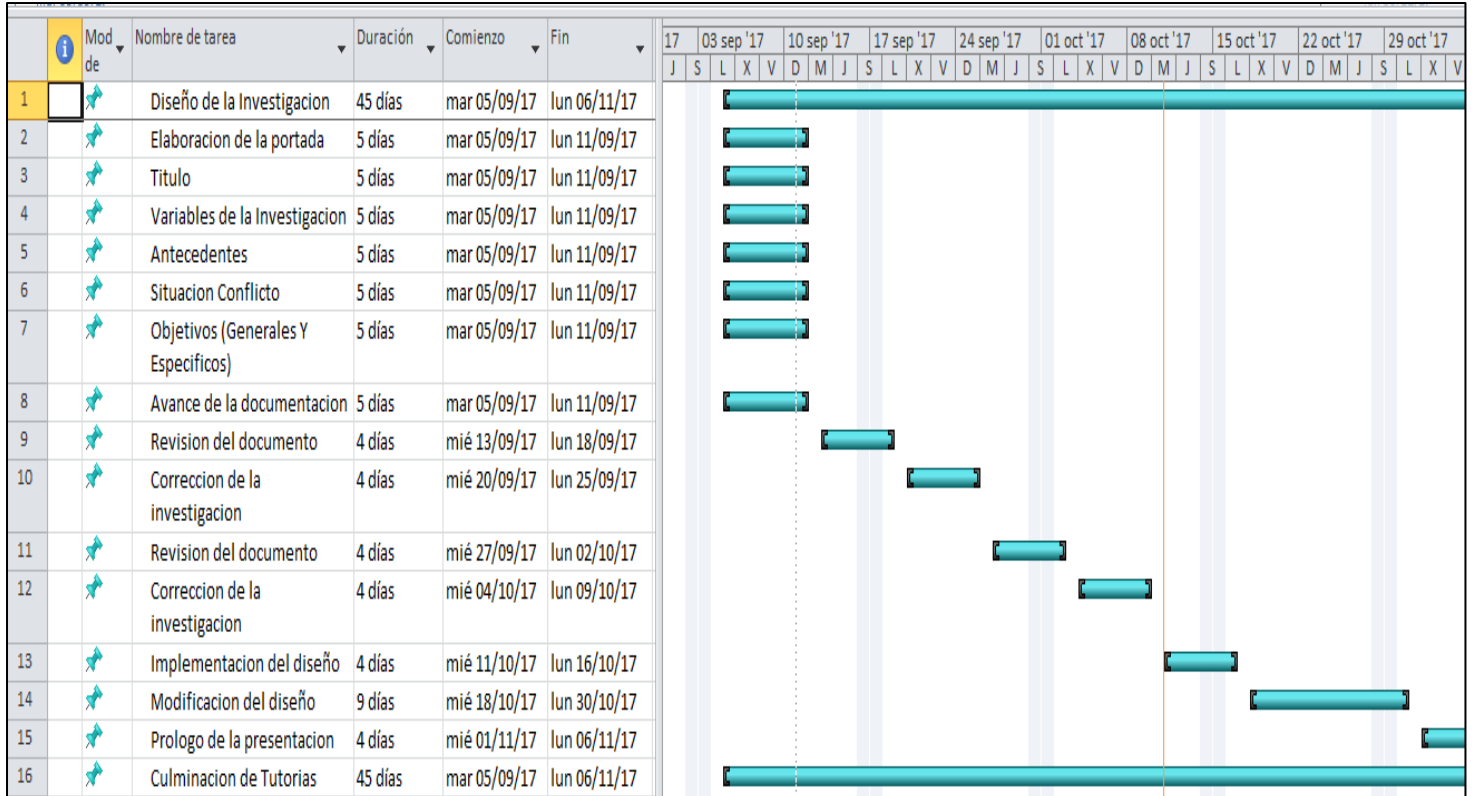 Mod Nombre de tarea Duración Comienzo Fin
de
17 03 sep '17 10 sep '17 17 sep '17 24 sep '17 01 oct '17 08 oct '17 15 oct '17 22 oct '17 29 oct '17
J S L X V D M J S L X V D M J S L X V D M J S L X V D M J S L X V
1 Diseño de la Investigacion 45 días mar 05/09/17 lun 06/11/17
2 Elaboracion de la portada 5 días mar 05/09/17 lun 11/09/17
3 Titulo 5 días mar 05/09/17 lun 11/09/17
4 Variables de la Investigacion 5 días mar 05/09/17 lun 11/09/17
5 Antecedentes 5 días mar 05/09/17 lun 11/09/17
6 Situacion Conflicto 5 días mar 05/09/17 lun 11/09/17
7 Objetivos (Generales Y 5 días mar 05/09/17 lun 11/09/17
Especificos)
8 Avance de la documentacion 5 días mar 05/09/17 lun 11/09/17
9 Revision del documento 4 días mié 13/09/17 lun 18/09/17
10 Correccion de la 4 días mié 20/09/17 lun 25/09/17
investigacion
11 Revision del documento 4 días mié 27/09/17 lun 02/10/17
12 Correccion de la 4 días mié 04/10/17 lun 09/10/17
investigacion
13 Implementacion del diseño 4 días mié 11/10/17 lun 16/10/17
14 Modificacion del diseño 9 días mié 18/10/17 lun 30/10/17
15 Prologo de la presentacion 4 días mié 01/11/17 lun 06/11/17
16 Culminacion de Tutorias 45 días mar 05/09/17 lun 06/11/17